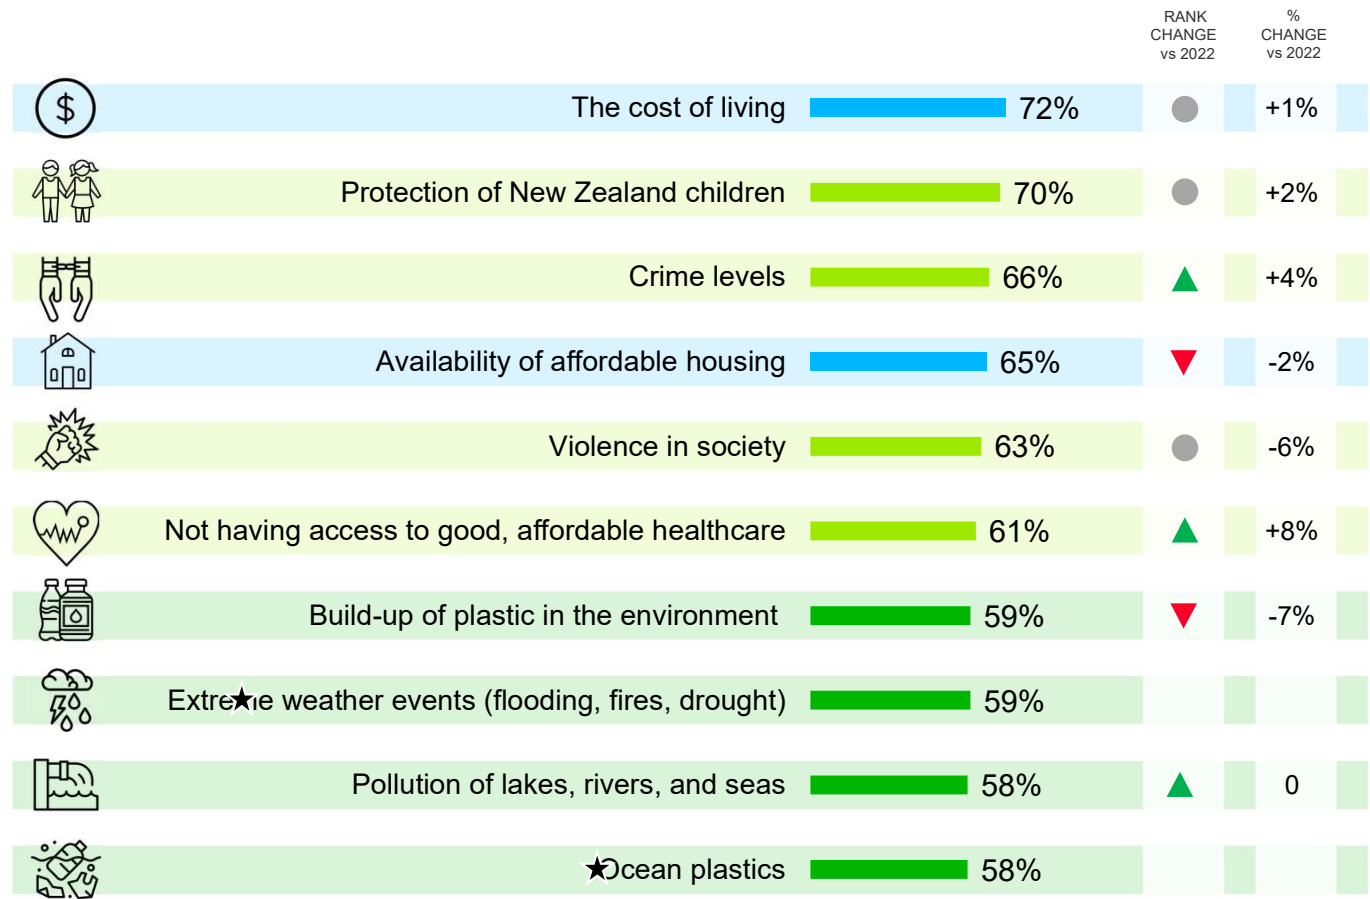 RANK CHANGE vs 2022
% CHANGE vs 2022
$ The cost of living 72% +1%
Protection of New Zealand children 70% +2%
Crime levels 66% +4%
Availability of affordable housing 65% -2%
Violence in society 63% -6%
Not having access to good, affordable healthcare 61% +8%
Build-up of plastic in the environment 59% -7%
Extreme weather events (flooding, fires, drought) 59%
Pollution of lakes, rivers, and seas 58% 0
Ocean plastics 58%